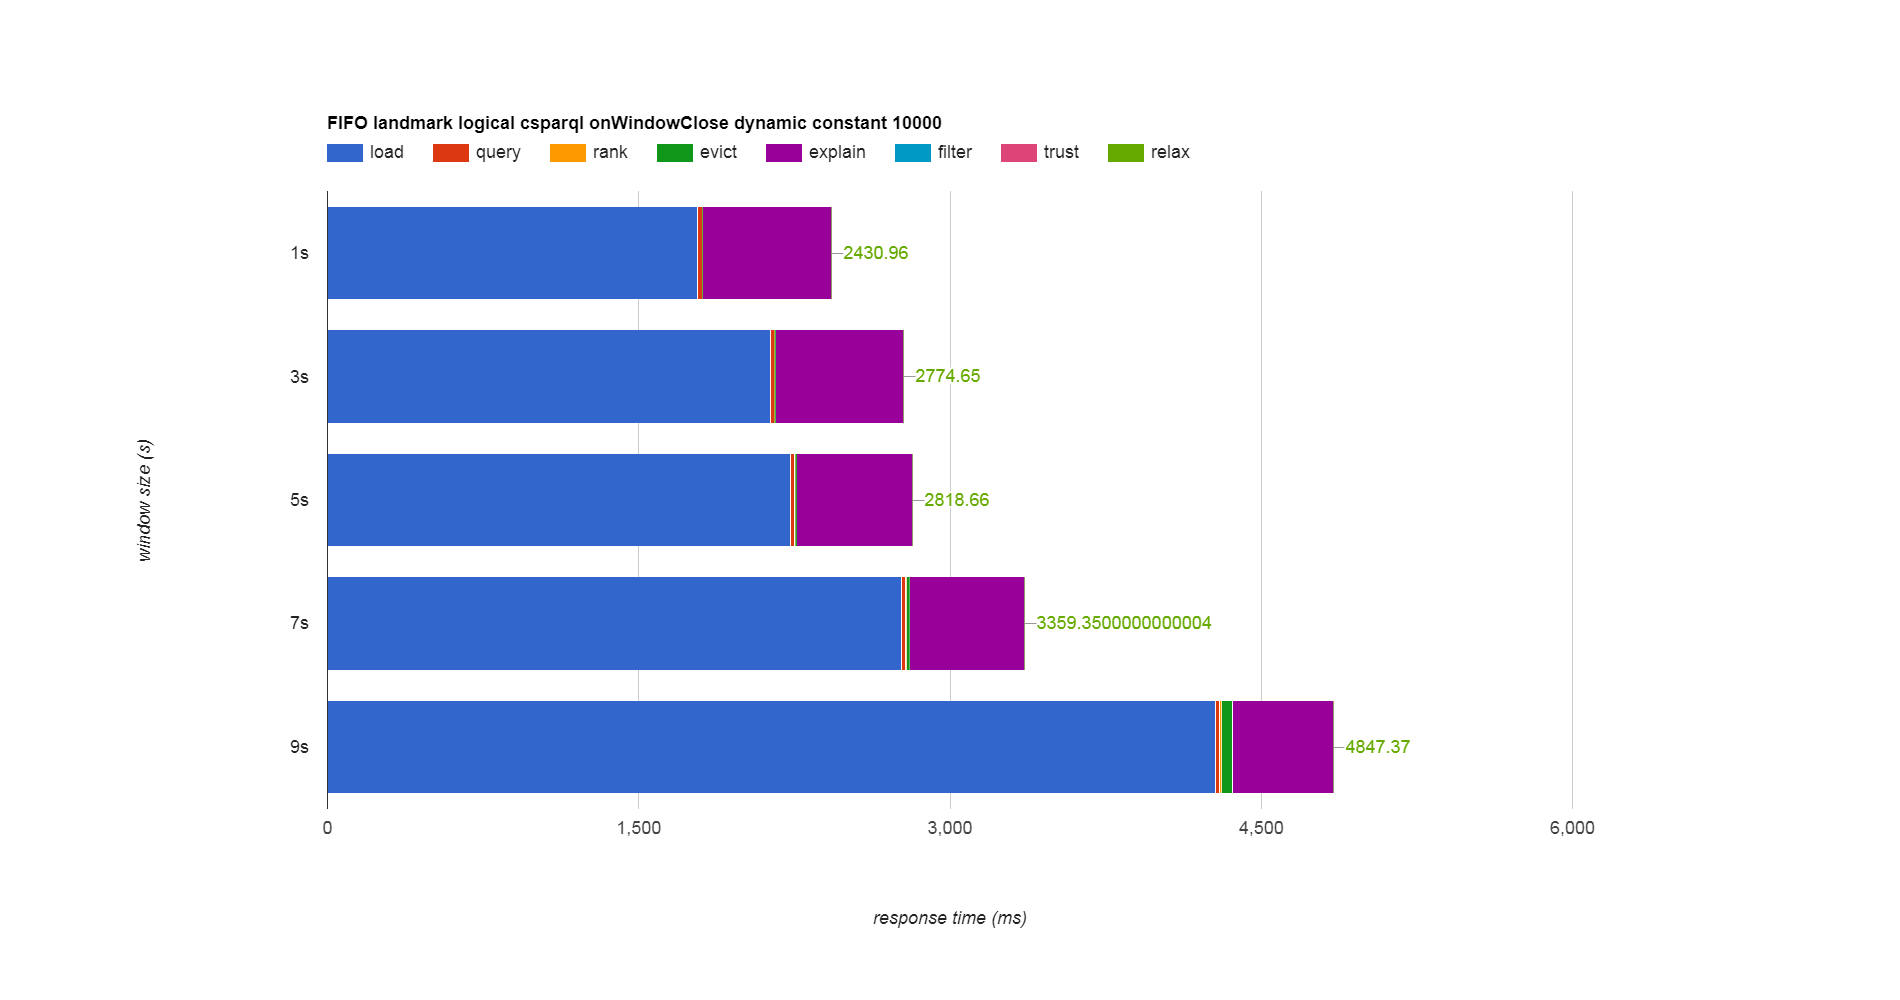 FIFO landmark logical csparql onWindowClose dynamic constant 10000
load query rank evict explain filter trust relax
1s 2430.96
3s 2774.65
5s 2818.66
window size (s)
7s 3359.3500000000004
9s 4847.37
0 1,500 3,000 4,500 6,000
response time (ms)